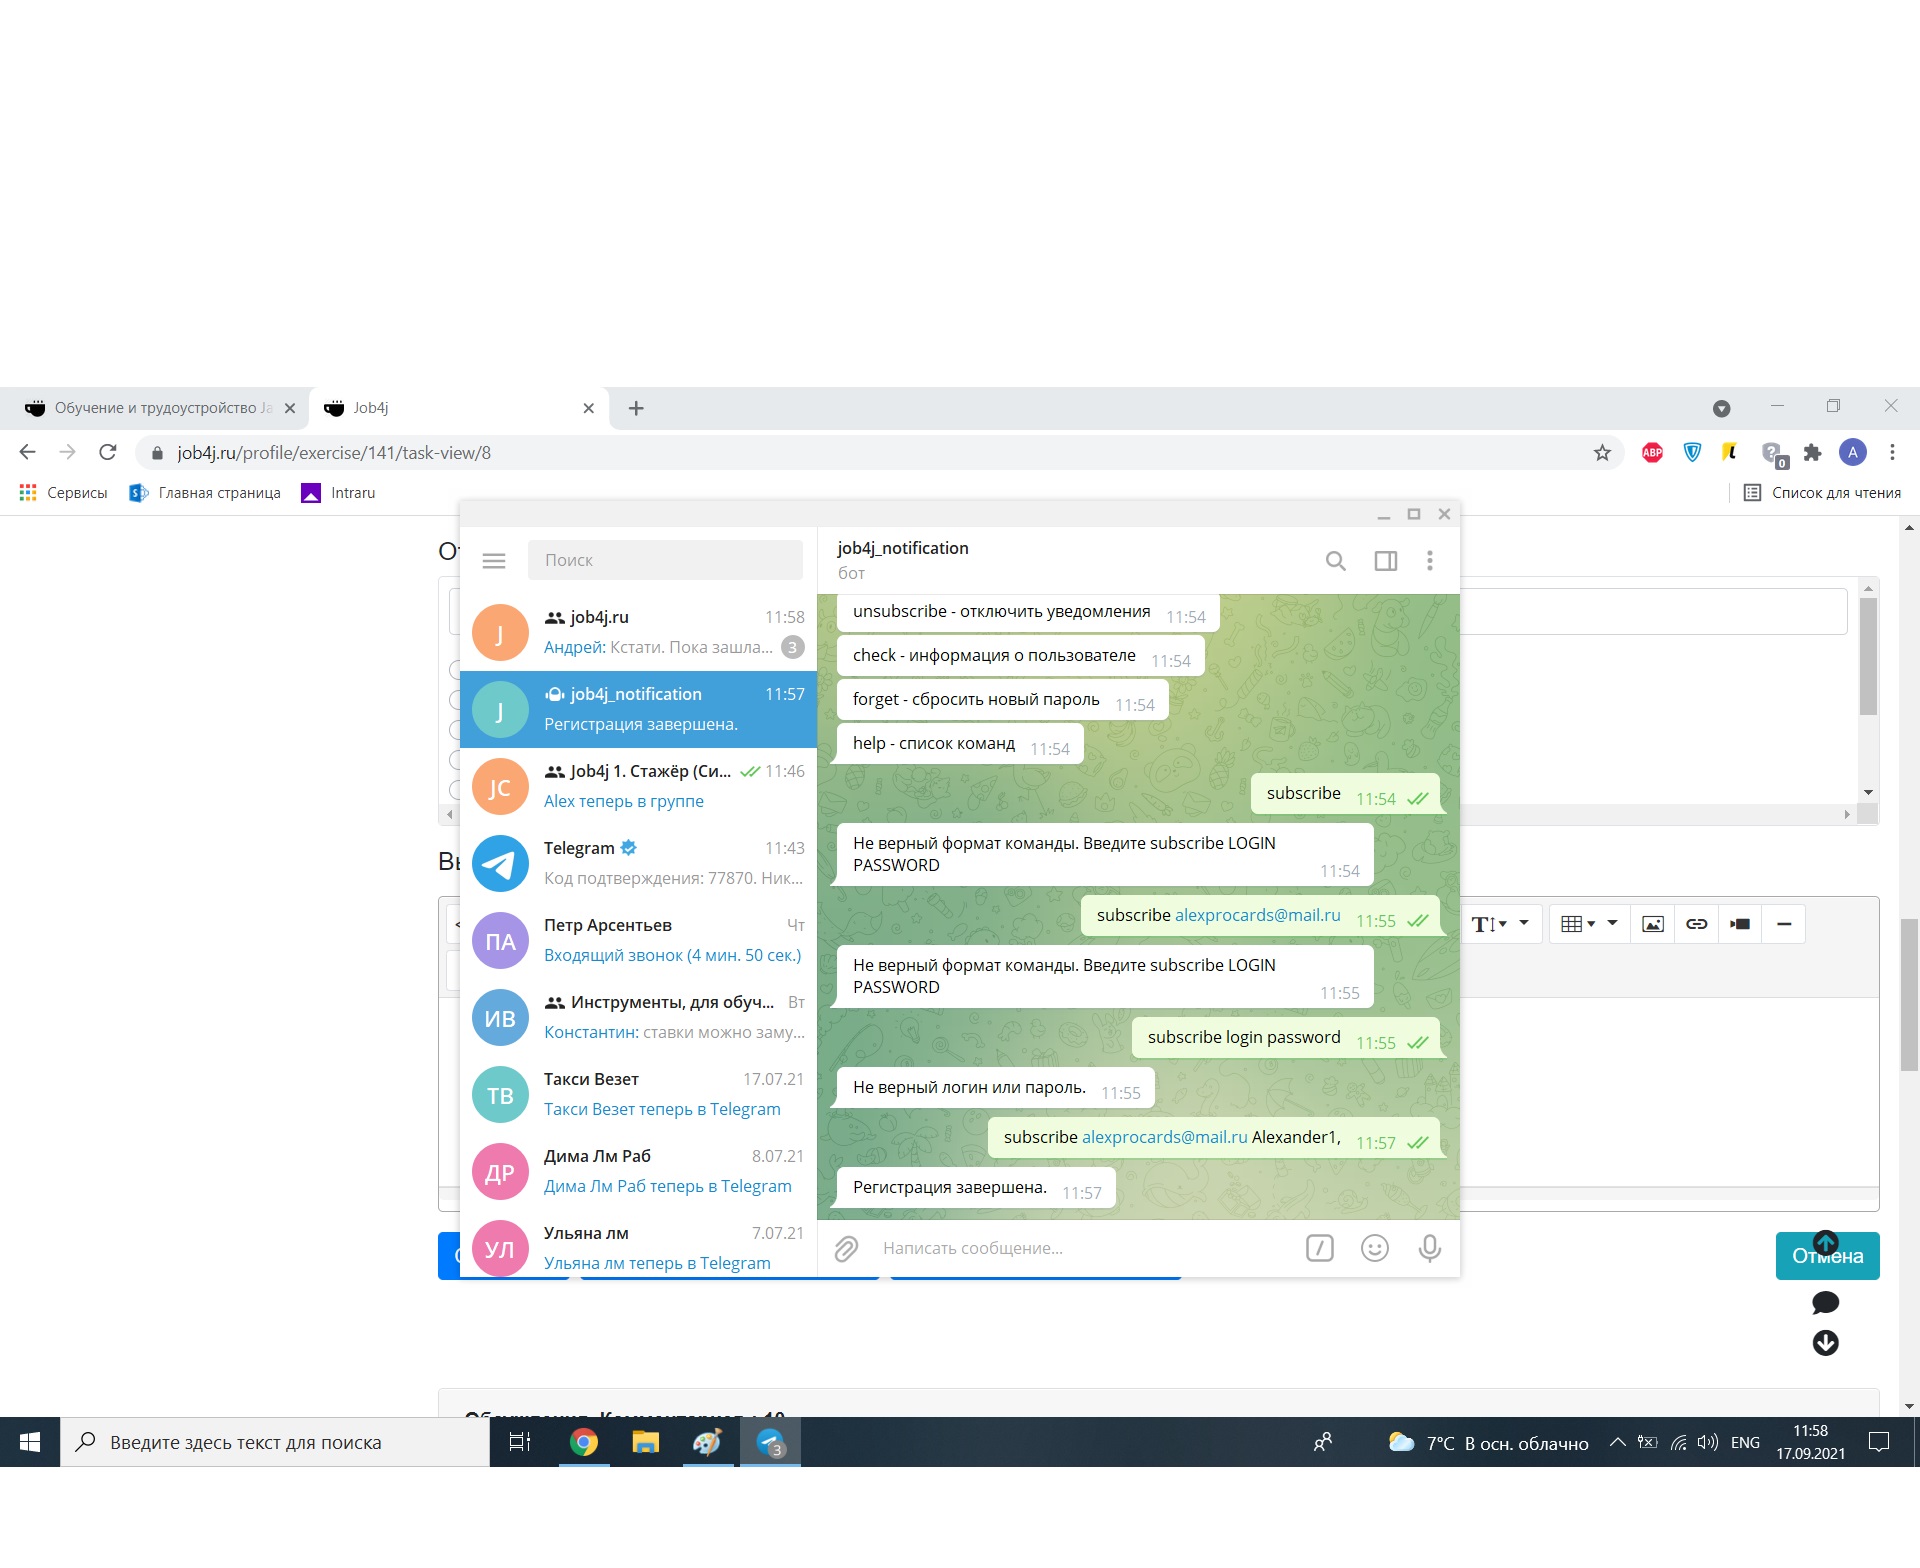 Обучение и трудоустройство Ja
Job4j
job4j.ru/profile/exercise/141/task-view/8
ABP
0
A
Сервисы
Главная страница
Intraru
Список для чтения
Поиск
J
job4j.ru
11:58
Андрей: Кстати. Пока зашла...
3
J
job4j_notification
11:57
Регистрация завершена.
JC
Job4j 1. Стажёр (Си...
11:46
Alex теперь в группе
Telegram
11:43
Код подтверждения: 77870. Ник...
ПА
Петр Арсентьев
Чт
Входящий звонок (4 мин. 50 сек.)
ИВ
Инструменты, для обуч...
Вт
Константин: ставки можно заму...
ТВ
Такси Везет
17.07.21
Такси Везет теперь в Telegram
ДР
Дима Лм Раб
8.07.21
Дима Лм Раб теперь в Telegram
УЛ
Ульяна лм
7.07.21
Ульяна лм теперь в Telegram
job4j_notification
бот
unsubscribe - отключить уведомления 11:54
check - информация о пользователе 11:54
forget - сбросить новый пароль 11:54
help - список команд 11:54
subscribe 11:54
Не верный формат команды. Введите subscribe LOGIN
PASSWORD 11:54
subscribe alexprocards@mail.ru 11:55
Не верный формат команды. Введите subscribe LOGIN
PASSWORD 11:55
subscribe login password 11:55
Не верный логин или пароль. 11:55
subscribe alexprocards@mail.ru Alexander1, 11:57
Регистрация завершена. 11:57
Написать сообщение...
Отмена
Введите здесь текст для поиска
3
7°C В осн. облачно
ENG
11:58
17.09.2021